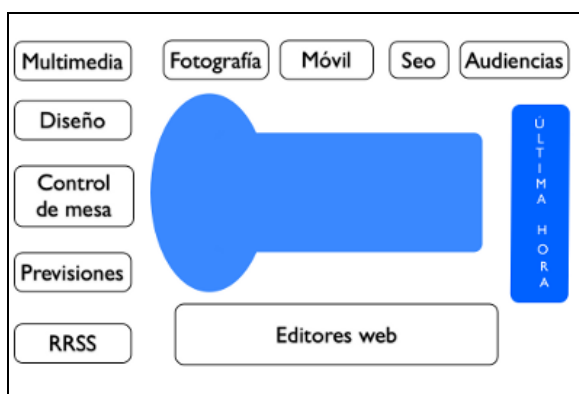 Multimedia
Fotografía
Móvil
Seo
Audiencias
Diseño
Control
de mesa
Previsiones
RRSS
Editores web
ÚLTIMA HORA